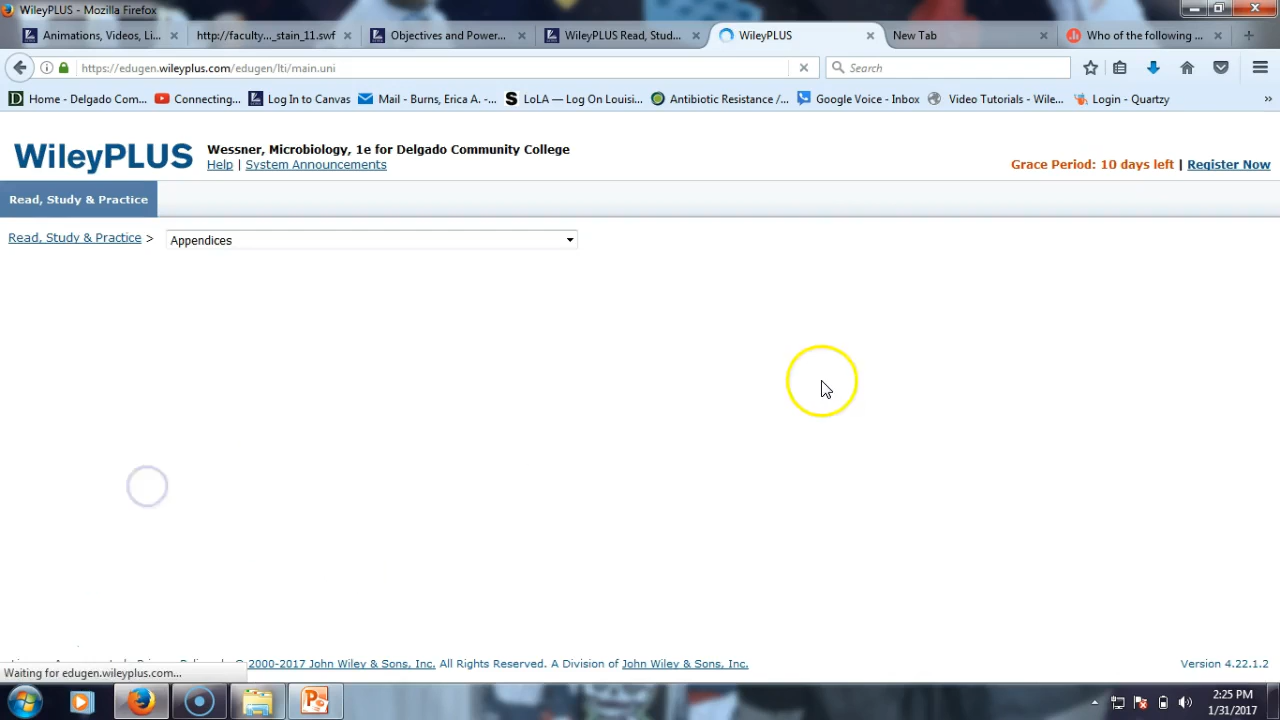 WileyPLUS - Mozilla Firefox
Animations, Videos, Li...
http://faculty..._stain_11.swf
Objectives and Power...
WileyPLUS Read, Stud...
WileyPLUS
New Tab
Who of the following ...
https://edugen.wileyplus.com/edugen/lti/main.uni
Search
Home - Delgado Com...
Connecting...
Log In to Canvas
Mail - Burns, Erica A. -...
LoLA — Log On Louisi...
Antibiotic Resistance /...
Google Voice - Inbox
Video Tutorials - Wile...
Login - Quartzy
WileyPLUS
Wessner, Microbiology, 1e for Delgado Community College
Help | System Announcements
Grace Period: 10 days left | Register Now
Read, Study & Practice
Read, Study & Practice >
Appendices
2000-2017 John Wiley & Sons, Inc. All Rights Reserved. A Division of John Wiley & Sons, Inc.
Version 4.22.1.2
Waiting for edugen.wileyplus.com...
2:25 PM
1/31/2017